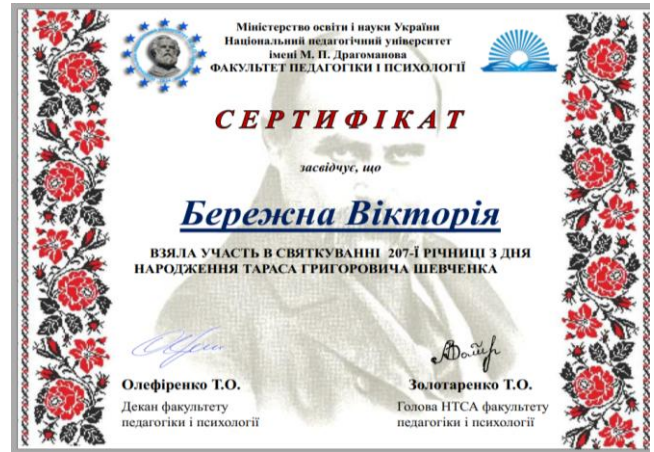 Міністерство освіти і науки України
Національний педагогічний університет
імені М. П. Драгоманова
ФАКУЛЬТЕТ ПЕДАГОГІКИ І ПСИХОЛОГІЇ
СЕРТИФІКАТ
засвідчує, що
Бережна Вікторія
ВЗЯЛА УЧАСТЬ В СВЯТКУВАННІ 207-Ї РІЧНИЦІ З ДНЯ
НАРОДЖЕННЯ ТАРАСА ГРИГОРОВИЧА ШЕВЧЕНКА
Олефіренко Т.О.
Декан факультету
педагогіки і психології
Золотаренко Т.О.
Голова НТСА факультету
педагогіки і психології